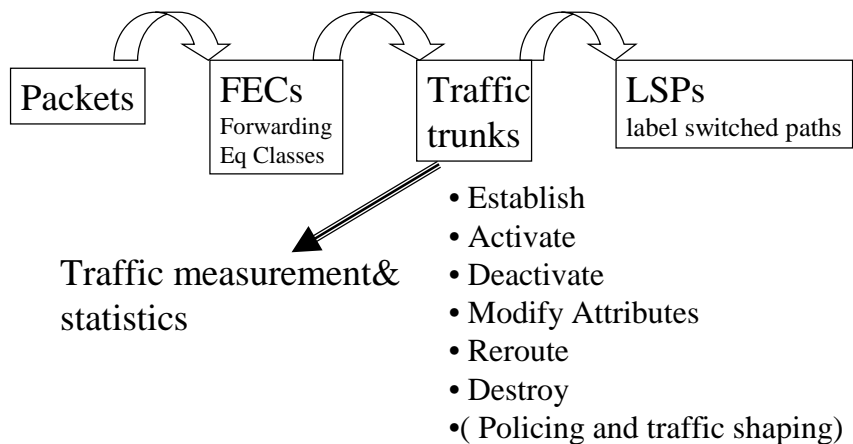 Packets
FECs
Forwarding
Eq Classes
Traffic
trunks
LSPs
label switched paths
Traffic measurement&
statistics
• Establish
• Activate
• Deactivate
• Modify Attributes
• Reroute
• Destroy
•( Policing and traffic shaping)